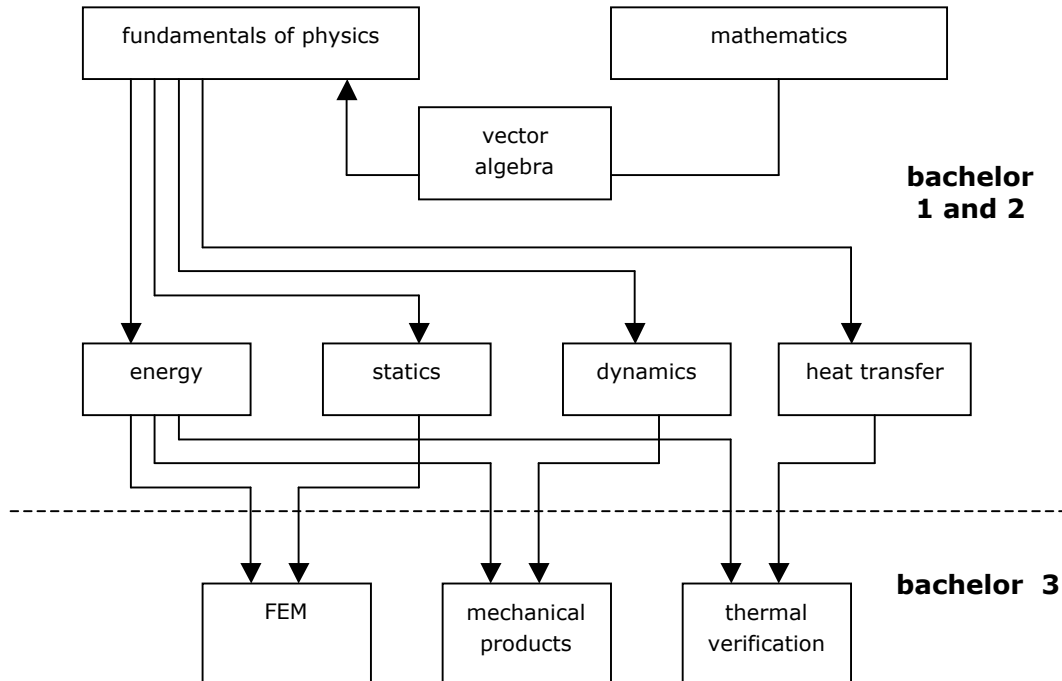 fundamentals of physics
mathematics
vector
algebra
bachelor
1 and 2
energy
statics
dynamics
heat transfer
bachelor 3
FEM
mechanical
products
thermal
verification